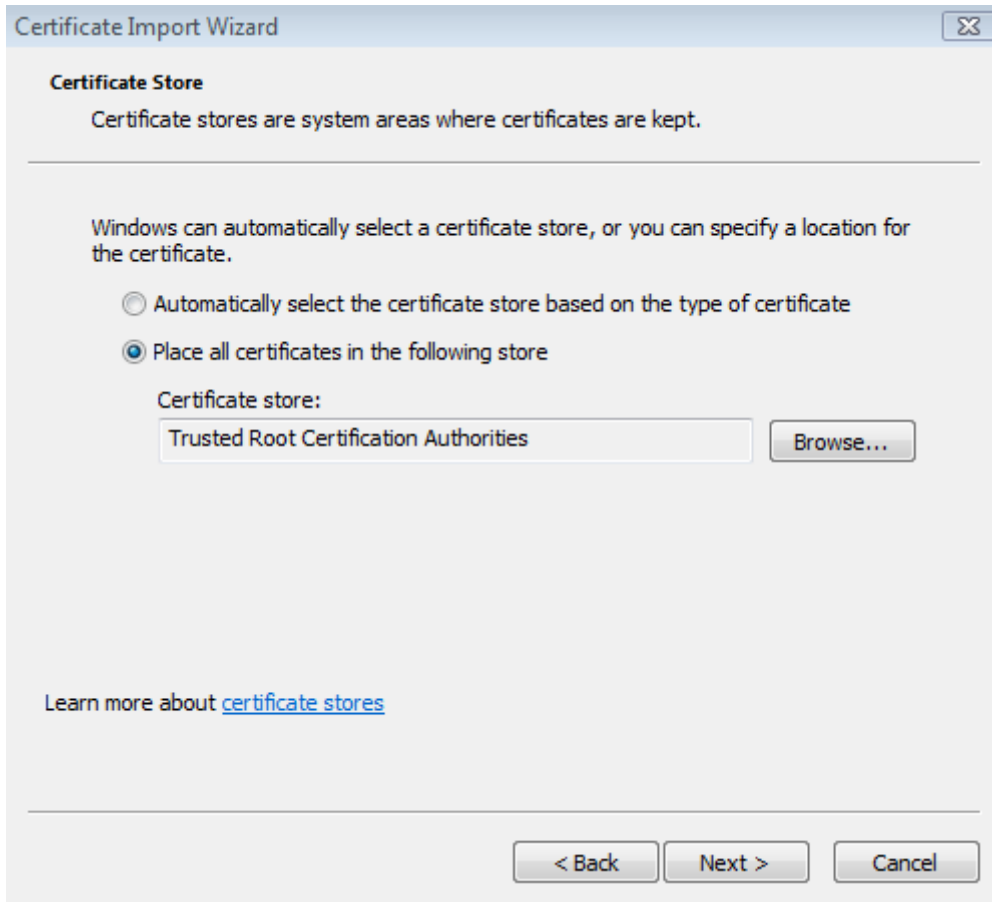 Certificate Import Wizard
Certificate Store
Certificate stores are system areas where certificates are kept.
Windows can automatically select a certificate store, or you can specify a location for
the certificate.
Automatically select the certificate store based on the type of certificate
Place all certificates in the following store
Certificate store:
Trusted Root Certification Authorities
Browse...
Learn more about certificate stores
< Back
Next >
Cancel